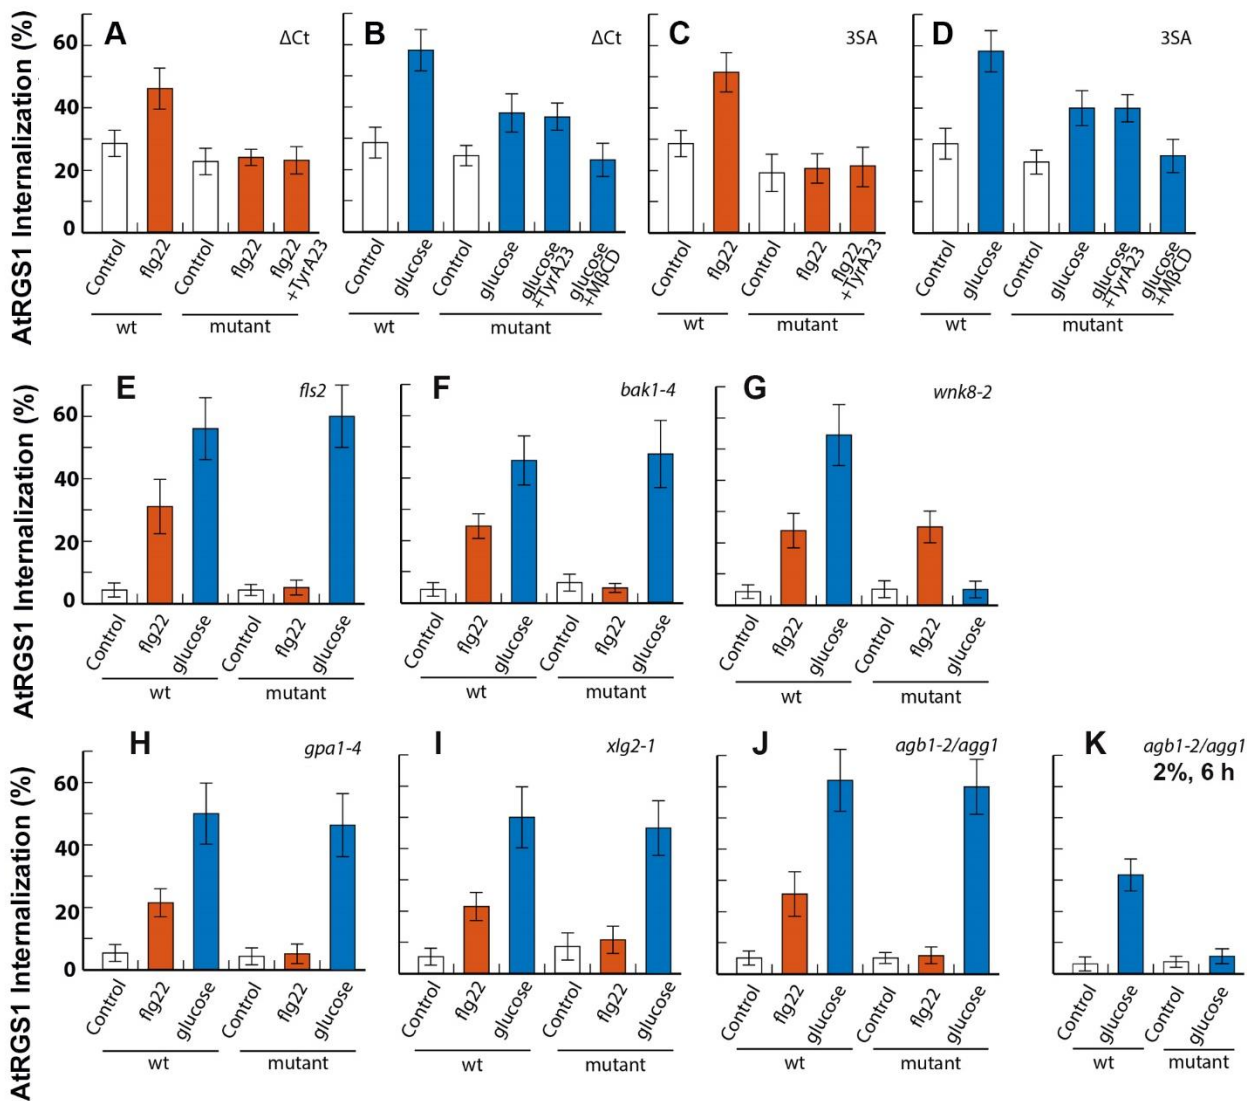 AtRGS1 Internalization (%)
60
40
20
0
A
ΔCt
Control
flg22
Control
flg22
flg22
+TyrA23
wt
mutant
B
ΔCt
Control
glucose
Control
glucose
glucose
+TyrA23
glucose
+MβCD
wt
mutant
C
3SA
Control
flg22
Control
flg22
flg22
+TyrA23
wt
mutant
D
3SA
Control
glucose
Control
glucose
glucose
+TyrA23
glucose
+MβCD
wt
mutant
AtRGS1 Internalization (%)
60
40
20
0
E
fls2
Control
flg22
glucose
Control
flg22
glucose
wt
mutant
F
bak1-4
Control
flg22
glucose
Control
flg22
glucose
wt
mutant
G
wnk8-2
Control
flg22
glucose
Control
flg22
glucose
wt
mutant
AtRGS1 Internalization (%)
60
40
20
0
H
gpa1-4
Control
flg22
glucose
Control
flg22
glucose
wt
mutant
I
xlg2-1
Control
flg22
glucose
Control
flg22
glucose
wt
mutant
J
agb1-2/agg1
Control
flg22
glucose
Control
flg22
glucose
wt
mutant
K
agb1-2/agg1
2%, 6 h
Control
glucose
Control
glucose
wt
mutant